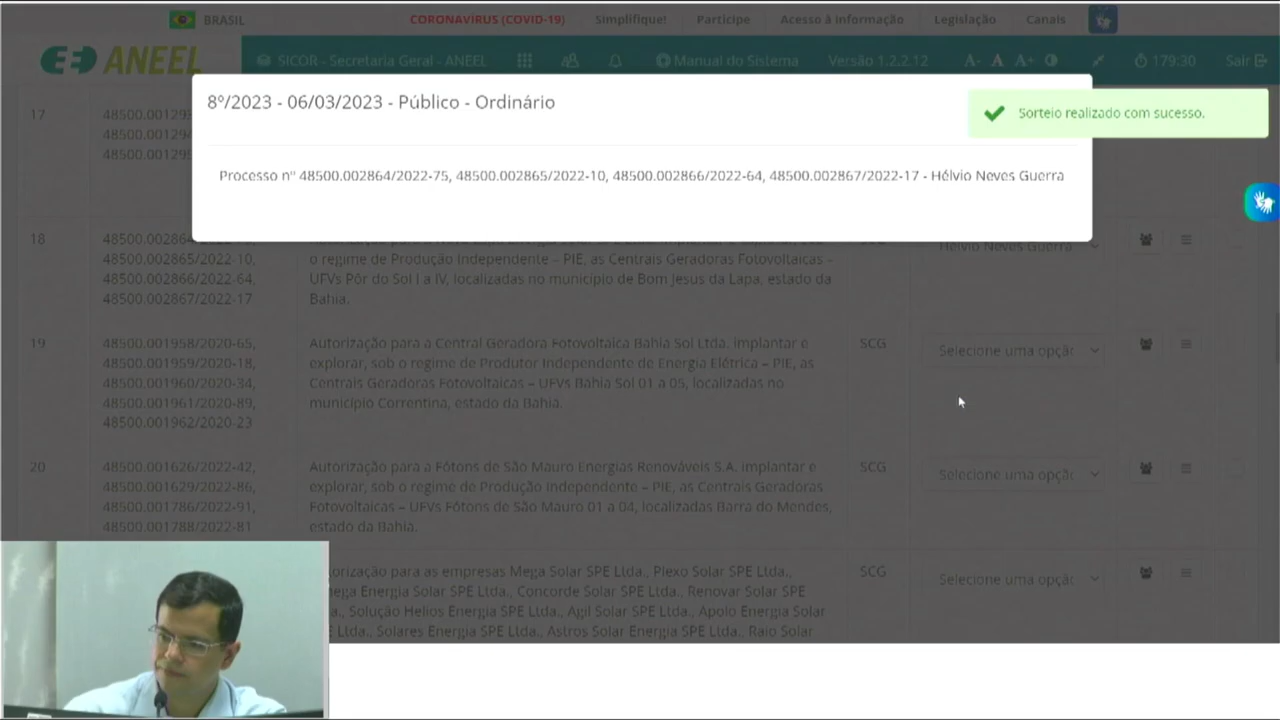 BRASIL CORONAVÍRUS (COVID-19) Simplifique! Participe Acesso à informação Legislação Canais
ANEEL SICOR - Secretaria Geral - ANEEL Manual do Sistema Versão 1.2.2.12 A- A A+ 179:30 Sair
8º/2023 - 06/03/2023 - Público - Ordinário
Sorteio realizado com sucesso.
Processo nº 48500.002864/2022-75, 48500.002865/2022-10, 48500.002866/2022-64, 48500.002867/2022-17 - Hélvio Neves Guerra
17
18 SCG Hélvio Neves Guerra
48500.002865/2022-10, o regime de Produção Independente – PIE, as Centrais Geradoras Fotovoltaicas –
48500.002866/2022-64, UFVs Pôr do Sol I a IV, localizadas no município de Bom Jesus da Lapa, estado da
48500.002867/2022-17 Bahia.
19 48500.001958/2020-65, Autorização para a Central Geradora Fotovoltaica Bahia Sol Ltda. implantar e SCG Selecione uma opçã
48500.001959/2020-18, explorar, sob o regime de Produtor Independente de Energia Elétrica – PIE, as
48500.001960/2020-34, Centrais Geradoras Fotovoltaicas – UFVs Bahia Sol 01 a 05, localizadas no
48500.001961/2020-89, município Correntina, estado da Bahia.
48500.001962/2020-23
20 48500.001626/2022-42, Autorização para a Fótons de São Mauro Energias Renováveis S.A. implantar e SCG Selecione uma opçã
48500.001629/2022-86, explorar, sob o regime de Produção Independente – PIE, as Centrais Geradoras
48500.001786/2022-91, Fotovoltaicas – UFVs Fótons de São Mauro 01 a 04, localizadas Barra do Mendes,
48500.001788/2022-81 estado da Bahia.
orização para as empresas Mega Solar SPE Ltda., Plexo Solar SPE Ltda., SCG Selecione uma opçã
mega Energia Solar SPE Ltda., Concorde Solar SPE Ltda., Renovar Solar SPE
a., Solução Helios Energia SPE Ltda., Ágil Solar SPE Ltda., Apolo Energia Solar
E Ltda., Solares Energia SPE Ltda., Astros Solar Energia SPE Ltda., Raio Solar